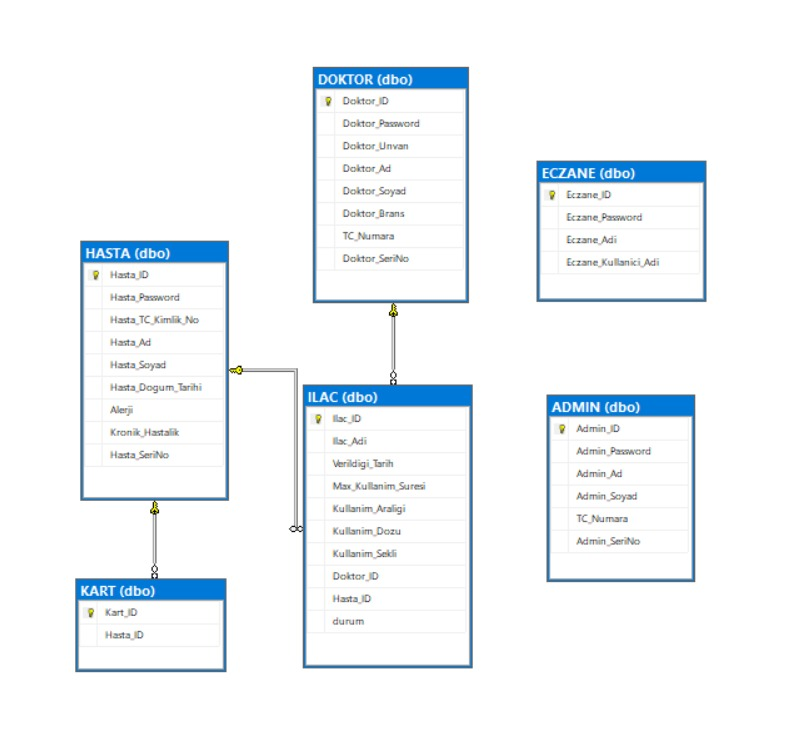 DOKTOR (dbo)
Doktor_ID
Doktor_Password
Doktor_Unvan
Doktor_Ad
Doktor_Soyad
Doktor_Brans
TC_Numara
Doktor_SeriNo
ECZANE (dbo)
Eczane_ID
Eczane_Password
Eczane_Adi
Eczane_Kullanici_Adi
HASTA (dbo)
Hasta_ID
Hasta_Password
Hasta_TC_Kimlik_No
Hasta_Ad
Hasta_Soyad
Hasta_Dogum_Tarihi
Alerji
Kronik_Hastalik
Hasta_SeriNo
ILAC (dbo)
Ilac_ID
Ilac_Adi
Verildigi_Tarih
Max_Kullanim_Suresi
Kullanim_Araligi
Kullanim_Dozu
Kullanim_Sekli
Doktor_ID
Hasta_ID
durum
ADMIN (dbo)
Admin_ID
Admin_Password
Admin_Ad
Admin_Soyad
TC_Numara
Admin_SeriNo
KART (dbo)
Kart_ID
Hasta_ID